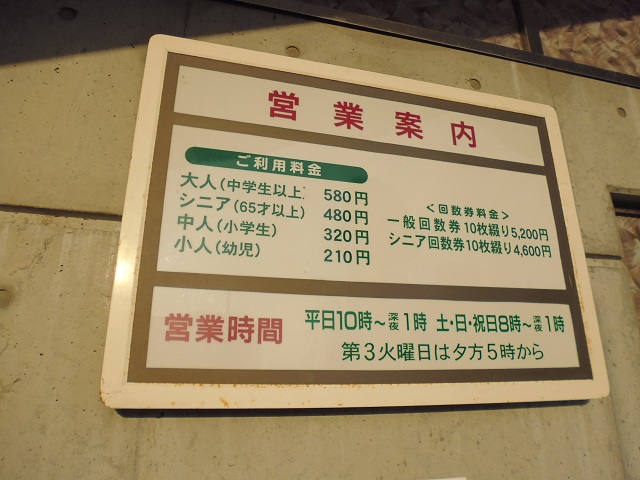 営業案内
ご利用料金
大人(中学生以上) 580円
シニア(65才以上) 480円
中人(小学生) 320円
小人(幼児) 210円
<回数券料金>
一般回数券10枚綴り5,200円
シニア回数券10枚綴り4,600円
営業時間 平日10時～深夜1時 土・日・祝日8時～深夜1時
第3火曜日は夕方5時から